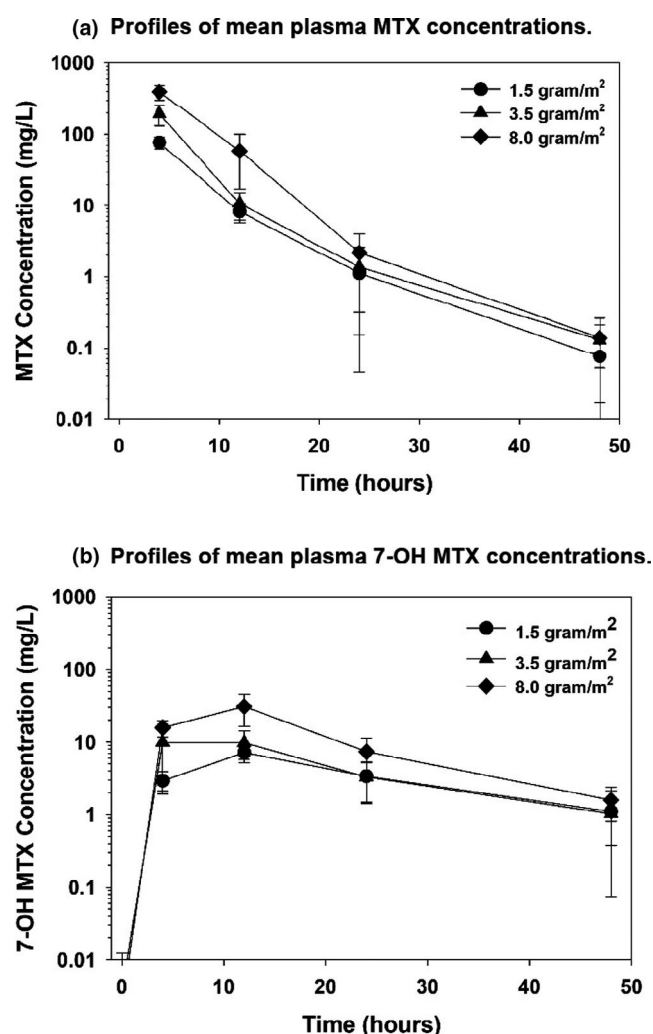 (a) Profiles of mean plasma MTX concentrations.
1000
100
10
1
0.1
0.01
MTX Concentration (mg/L)
1.5 gram/m²
3.5 gram/m²
8.0 gram/m²
0 10 20 30 40 50
Time (hours)
(b) Profiles of mean plasma 7-OH MTX concentrations.
1000
100
10
1
0.1
0.01
7-OH MTX Concentration (mg/L)
1.5 gram/m²
3.5 gram/m²
8.0 gram/m²
0 10 20 30 40 50
Time (hours)